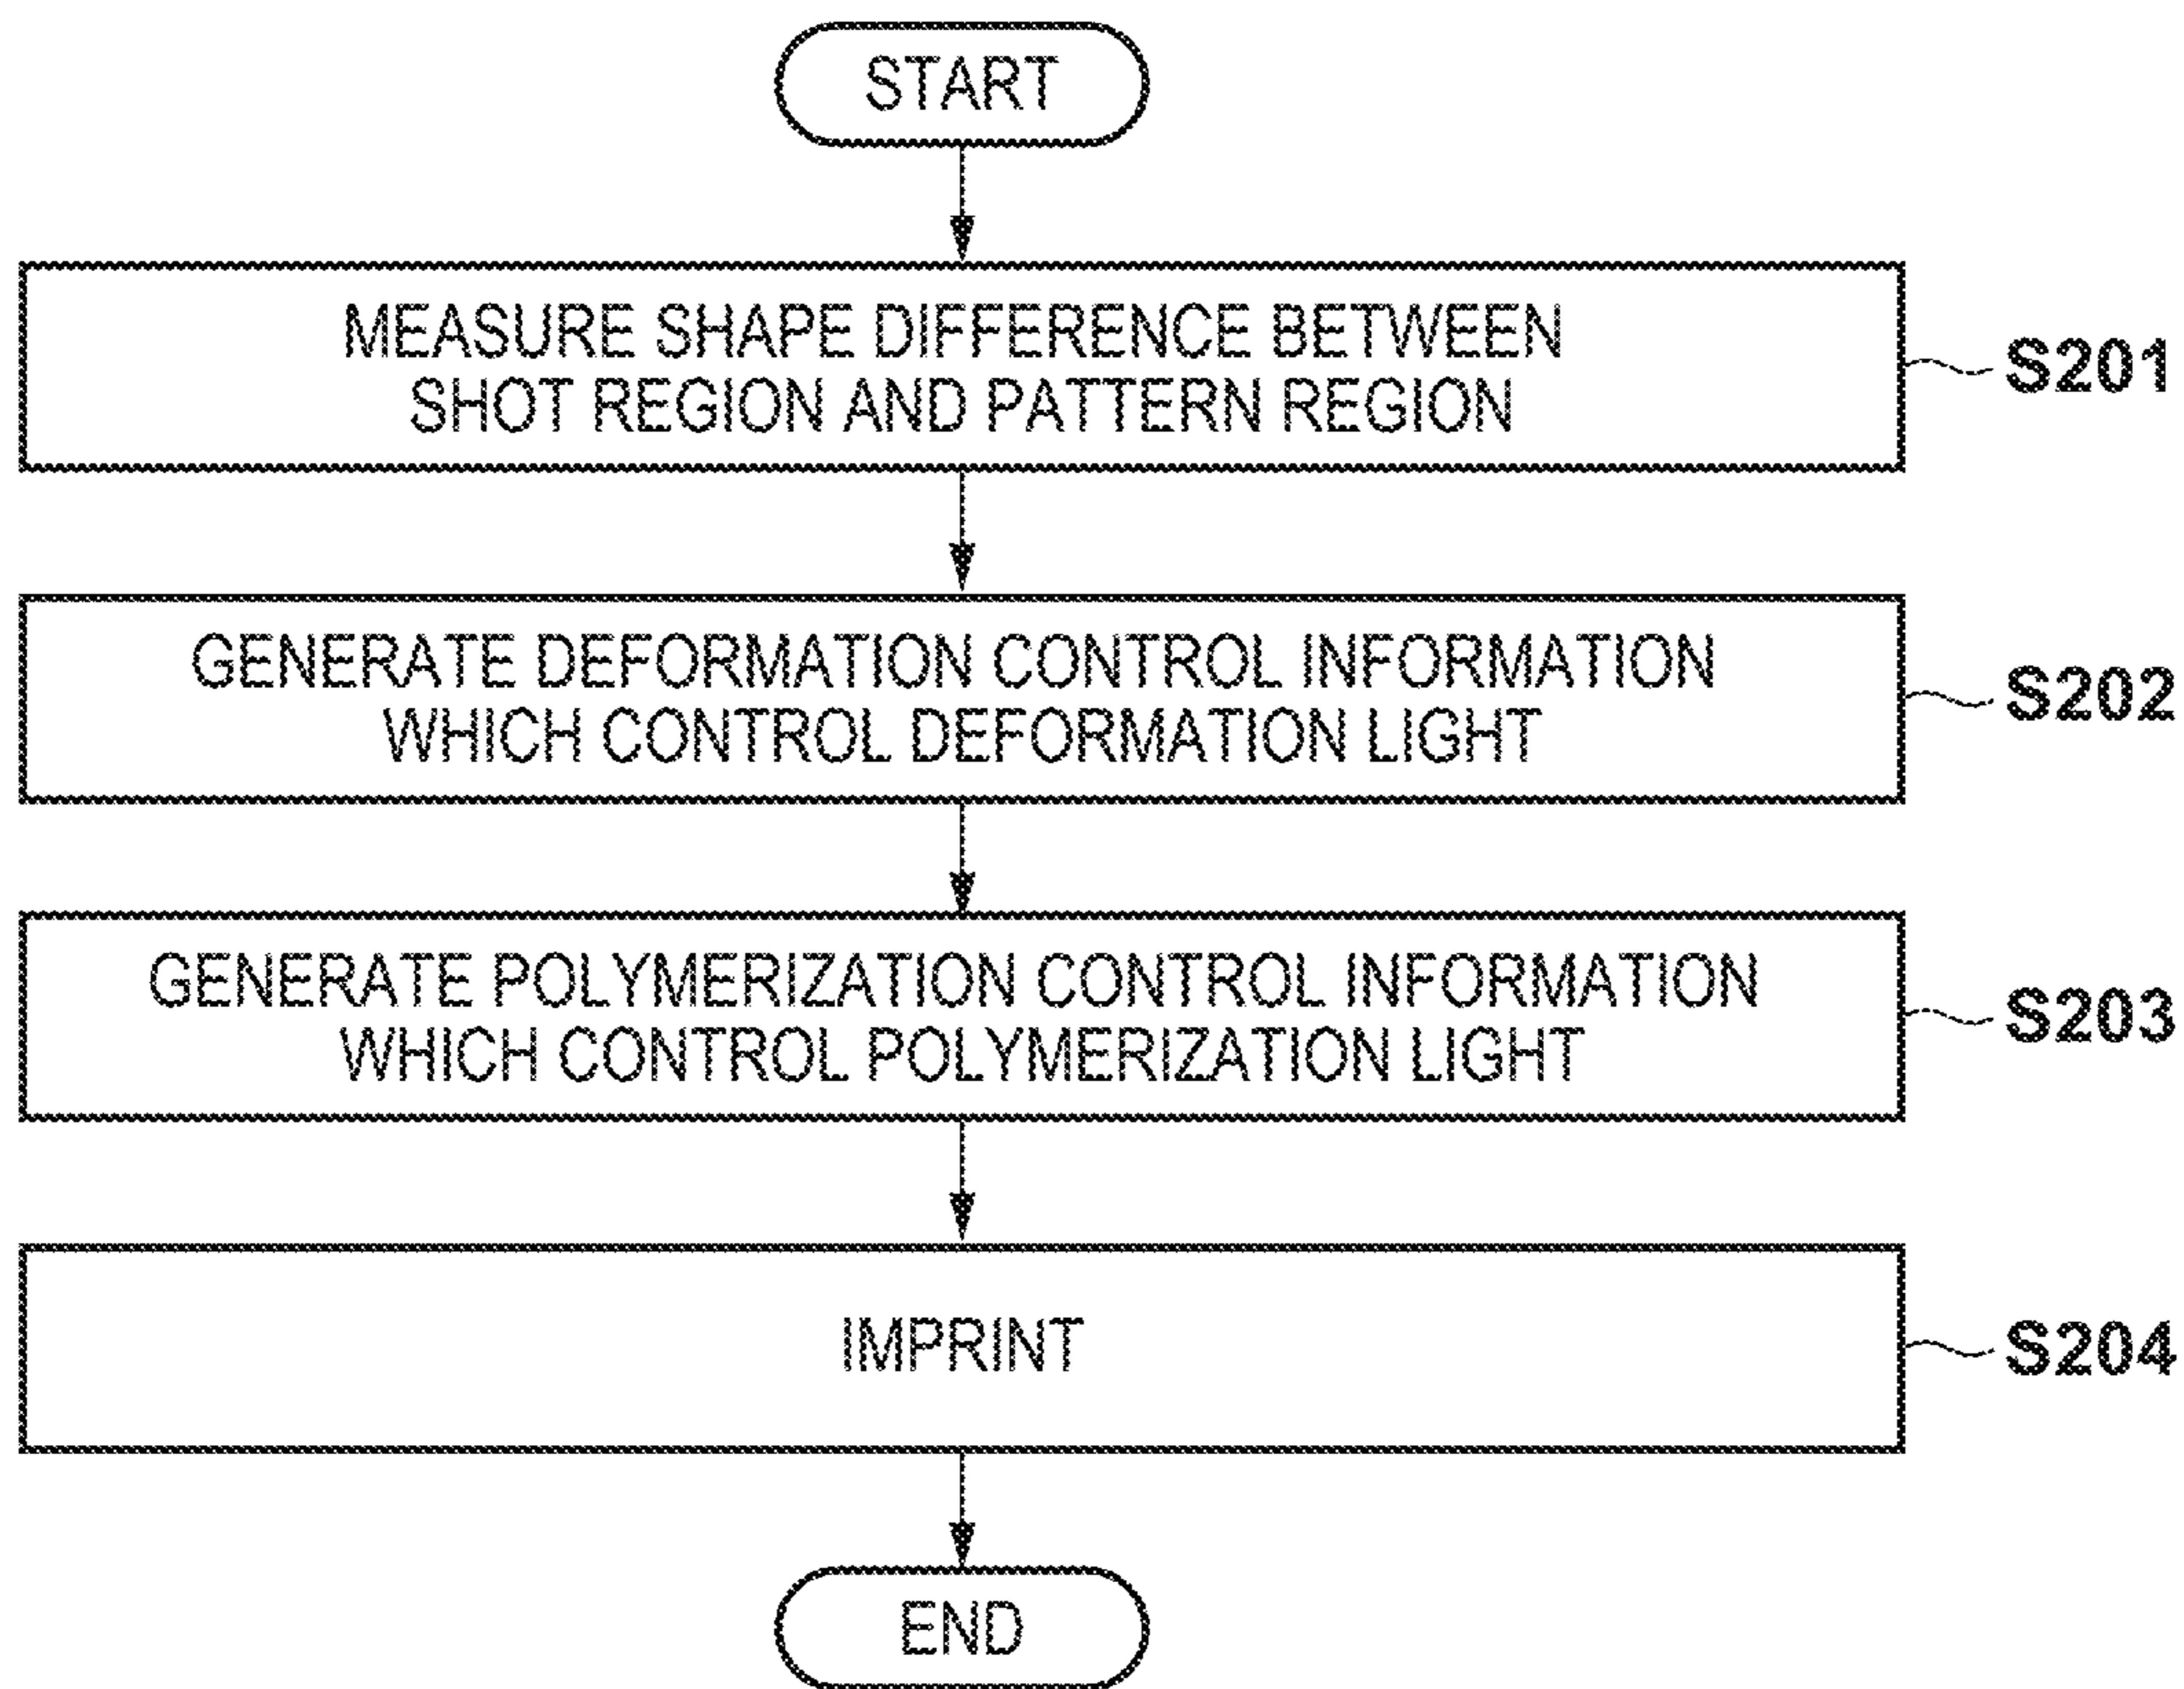 START
MEASURE SHAPE DIFFERENCE BETWEEN
SHOT REGION AND PATTERN REGION
S201
GENERATE DEFORMATION CONTROL INFORMATION
WHICH CONTROL DEFORMATION LIGHT
S202
GENERATE POLYMERIZATION CONTROL INFORMATION
WHICH CONTROL POLYMERIZATION LIGHT
S203
IMPRINT
S204
END